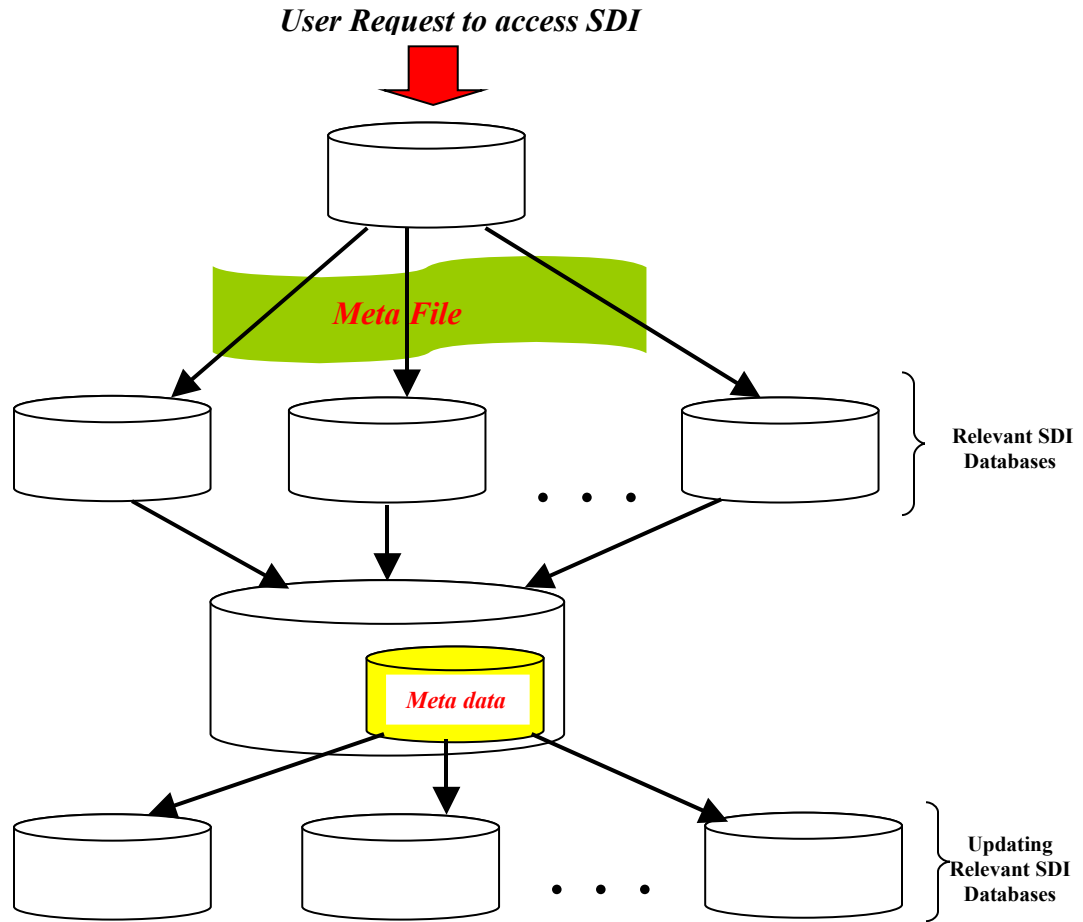 User Request to access SDI
Meta File
Relevant SDI
Databases
. . .
Meta data
Updating
Relevant SDI
Databases
. . .